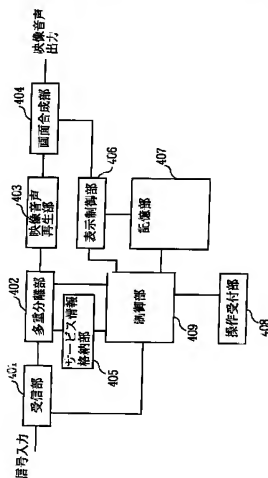 信号入力
401
受信部
402
多重分離部
403
映像音声
再生部
404
画面合成部
映像音声
出力
405
サービス情報
格納部
406
表示制御部
407
記憶部
408
操作受付部
409
制御部